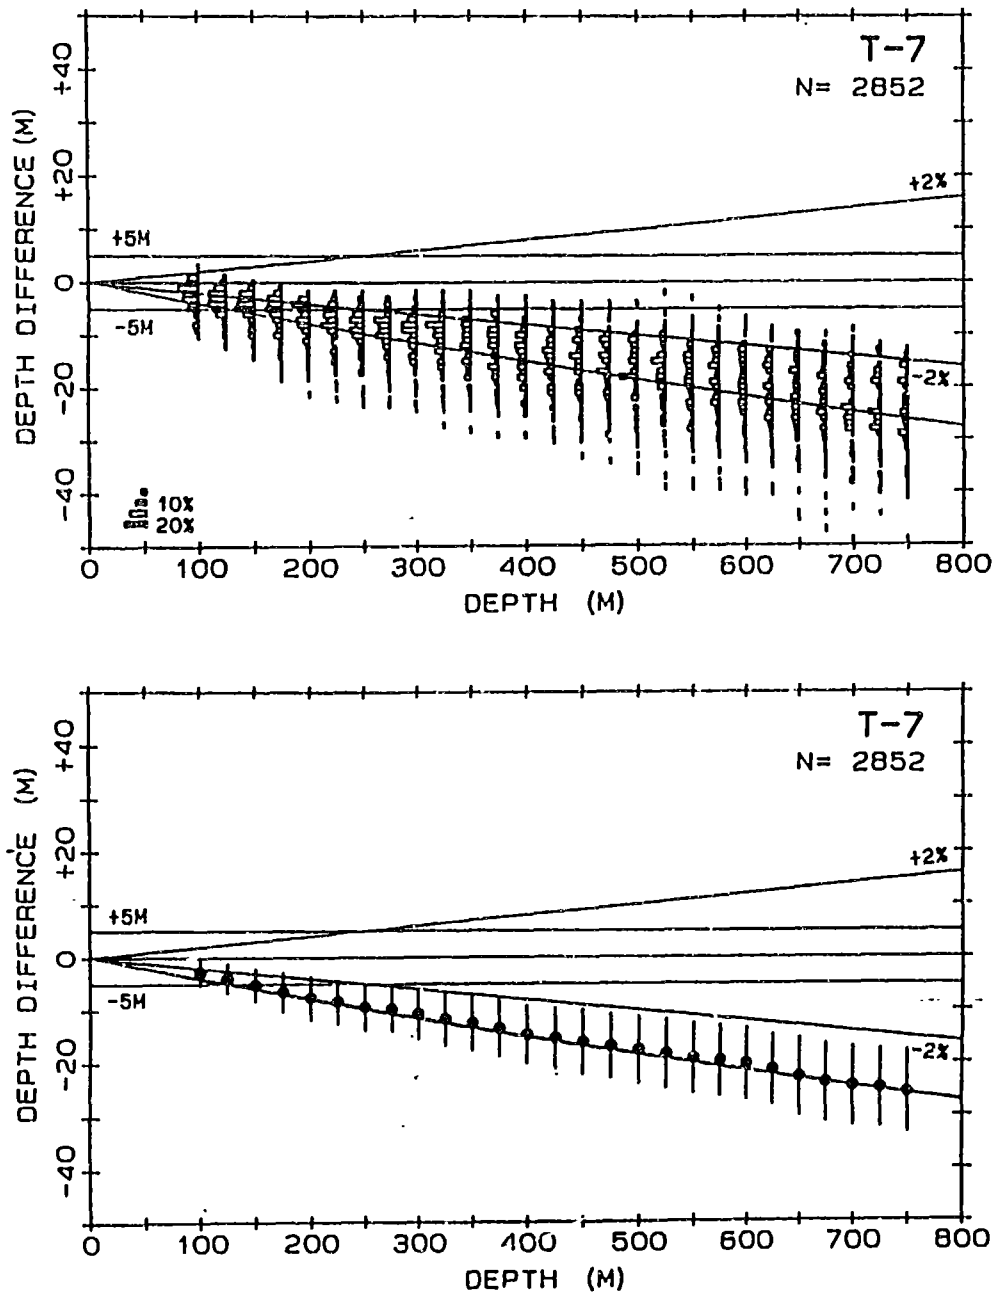 T-7
N= 2852
DEPTH DIFFERENCE (M)
+40
+20
0
-20
-40
+2%
+5M
-5M
-2%
10%
20%
0 100 200 300 400 500 600 700 800
DEPTH (M)
T-7
N= 2852
DEPTH DIFFERENCE (M)
+40
+20
0
-20
-40
+2%
+5M
-5M
-2%
0 100 200 300 400 500 600 700 800
DEPTH (M)